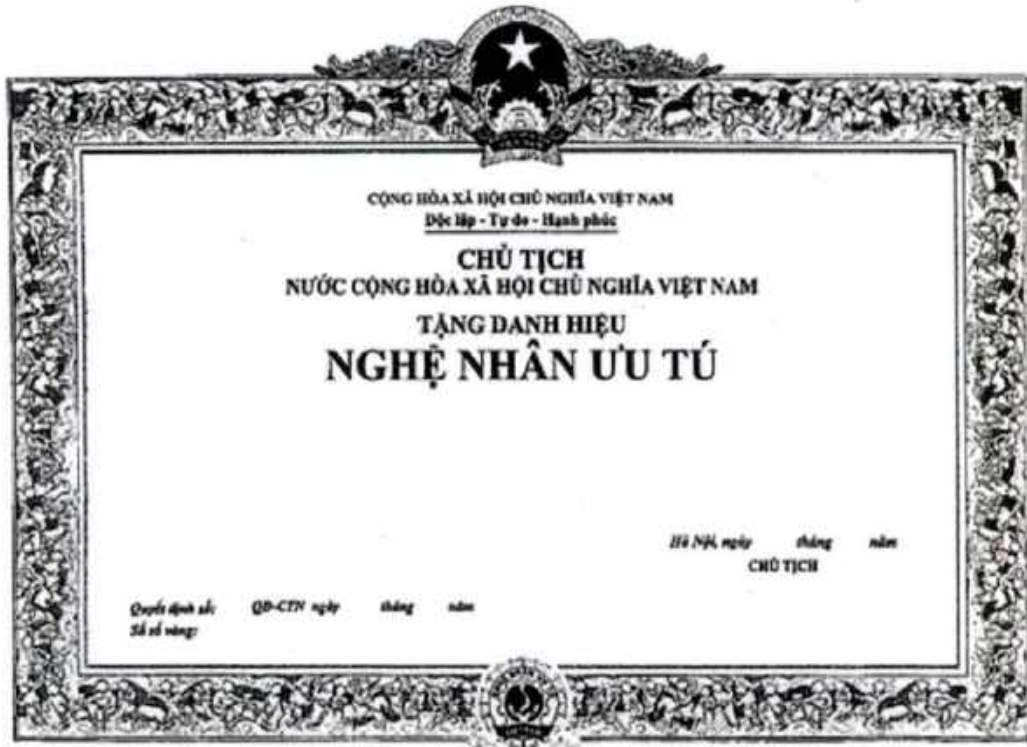 CỘNG HÒA XÃ HỘI CHỦ NGHĨA VIỆT NAM
Độc lập - Tự do - Hạnh phúc
CHỦ TỊCH
NƯỚC CỘNG HÒA XÃ HỘI CHỦ NGHĨA VIỆT NAM
TẶNG DANH HIỆU
NGHỆ NHÂN ƯU TÚ
Hà Nội, ngày tháng năm
CHỦ TỊCH
Quyết định số: QĐ-CTN ngày tháng năm
Số sổ vàng: